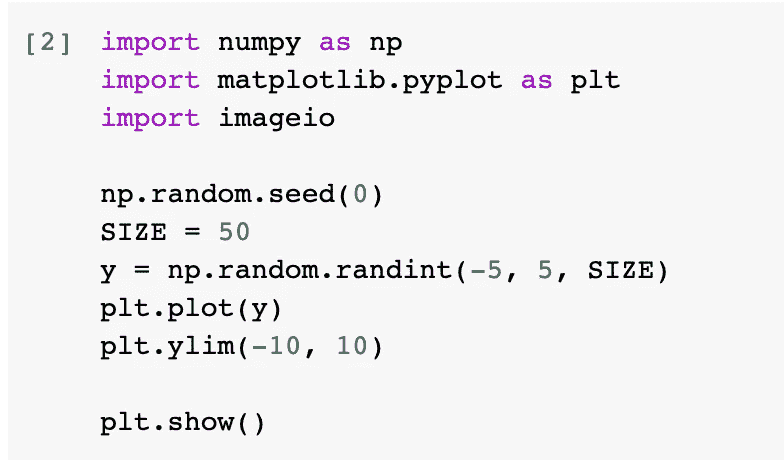 [2] import numpy as np
import matplotlib.pyplot as plt
import imageio
np.random.seed(0)
SIZE = 50
y = np.random.randint(-5, 5, SIZE)
plt.plot(y)
plt.ylim(-10, 10)
plt.show()